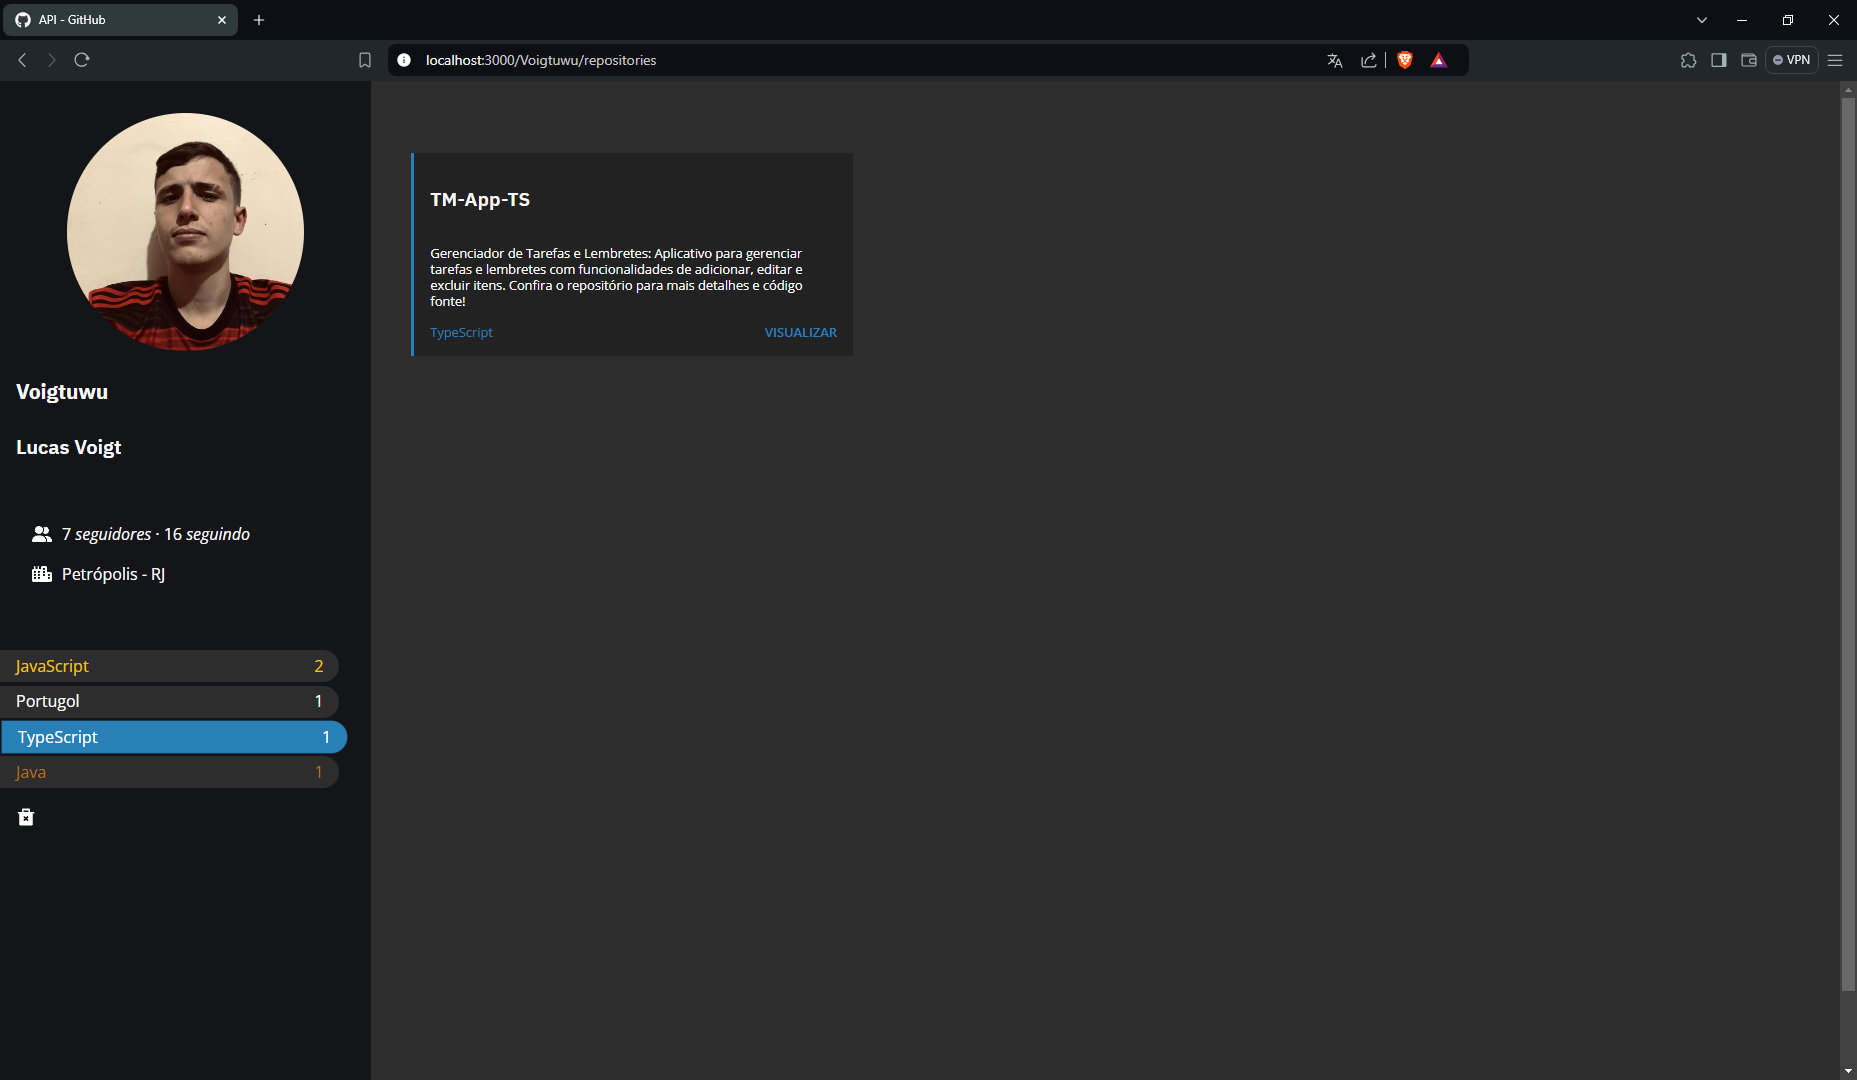 API - GitHub
localhost:3000/Voigtuwu/repositories
VPN
Voigtuwu
Lucas Voigt
7 seguidores · 16 seguindo
Petrópolis - RJ
JavaScript 2
Portugol 1
TypeScript 1
Java 1
TM-App-TS
Gerenciador de Tarefas e Lembretes: Aplicativo para gerenciar
tarefas e lembretes com funcionalidades de adicionar, editar e
excluir itens. Confira o repositório para mais detalhes e código
fonte!
TypeScript VISUALIZAR